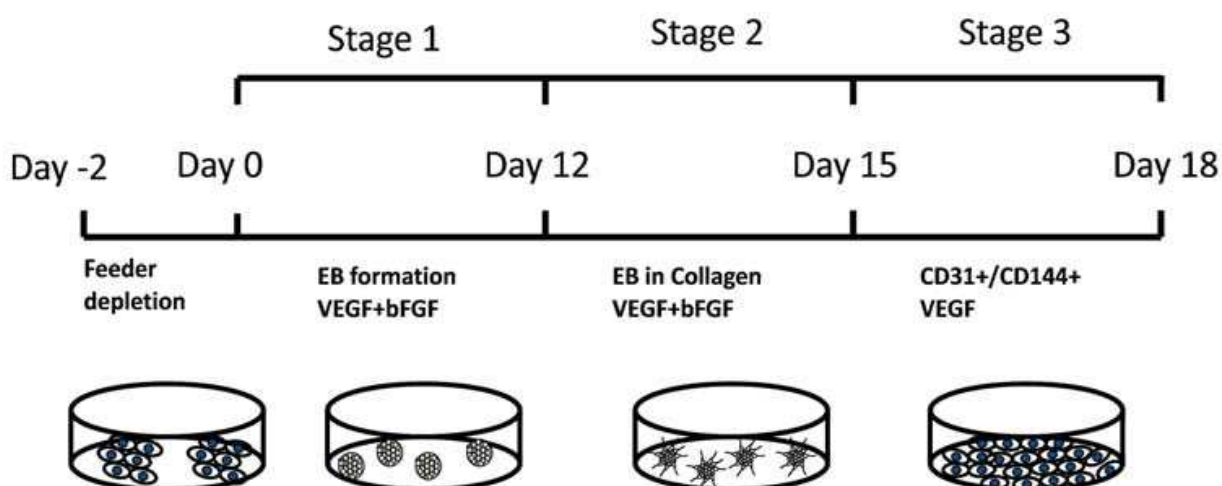 Stage 1
Stage 2
Stage 3
Day -2
Day 0
Day 12
Day 15
Day 18
Feeder
depletion
EB formation
VEGF+bFGF
EB in Collagen
VEGF+bFGF
CD31+/CD144+
VEGF